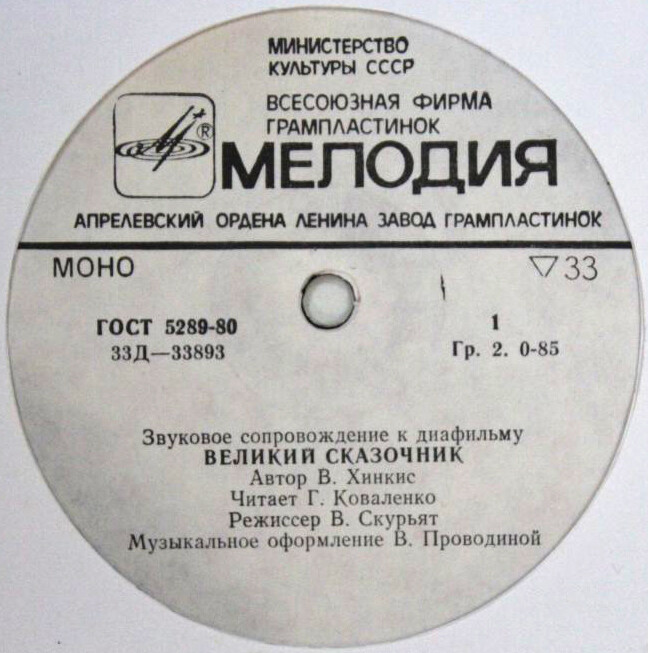 МИНИСТЕРСТВО
КУЛЬТУРЫ СССР
ВСЕСОЮЗНАЯ ФИРМА
ГРАМПЛАСТИНОК
®
МЕЛОДИЯ
АПРЕЛЕВСКИЙ ОРДЕНА ЛЕНИНА ЗАВОД ГРАМПЛАСТИНОК
МОНО ▽33
ГОСТ 5289-80 1
33Д—33893 Гр. 2. 0-85
Звуковое сопровождение к диафильму
ВЕЛИКИЙ СКАЗОЧНИК
Автор В. Хинкис
Читает Г. Коваленко
Режиссер В. Скурьят
Музыкальное оформление В. Проводиной